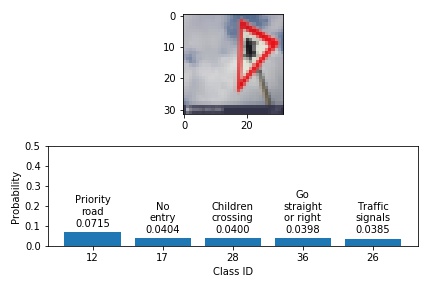 0
10
20
30
0 20
0.5
0.4
0.3
0.2
0.1
0.0
Probability
Priority
road
0.0715
No
entry
0.0404
Children
crossing
0.0400
Go
straight
or right
0.0398
Traffic
signals
0.0385
12 17 28 36 26
Class ID